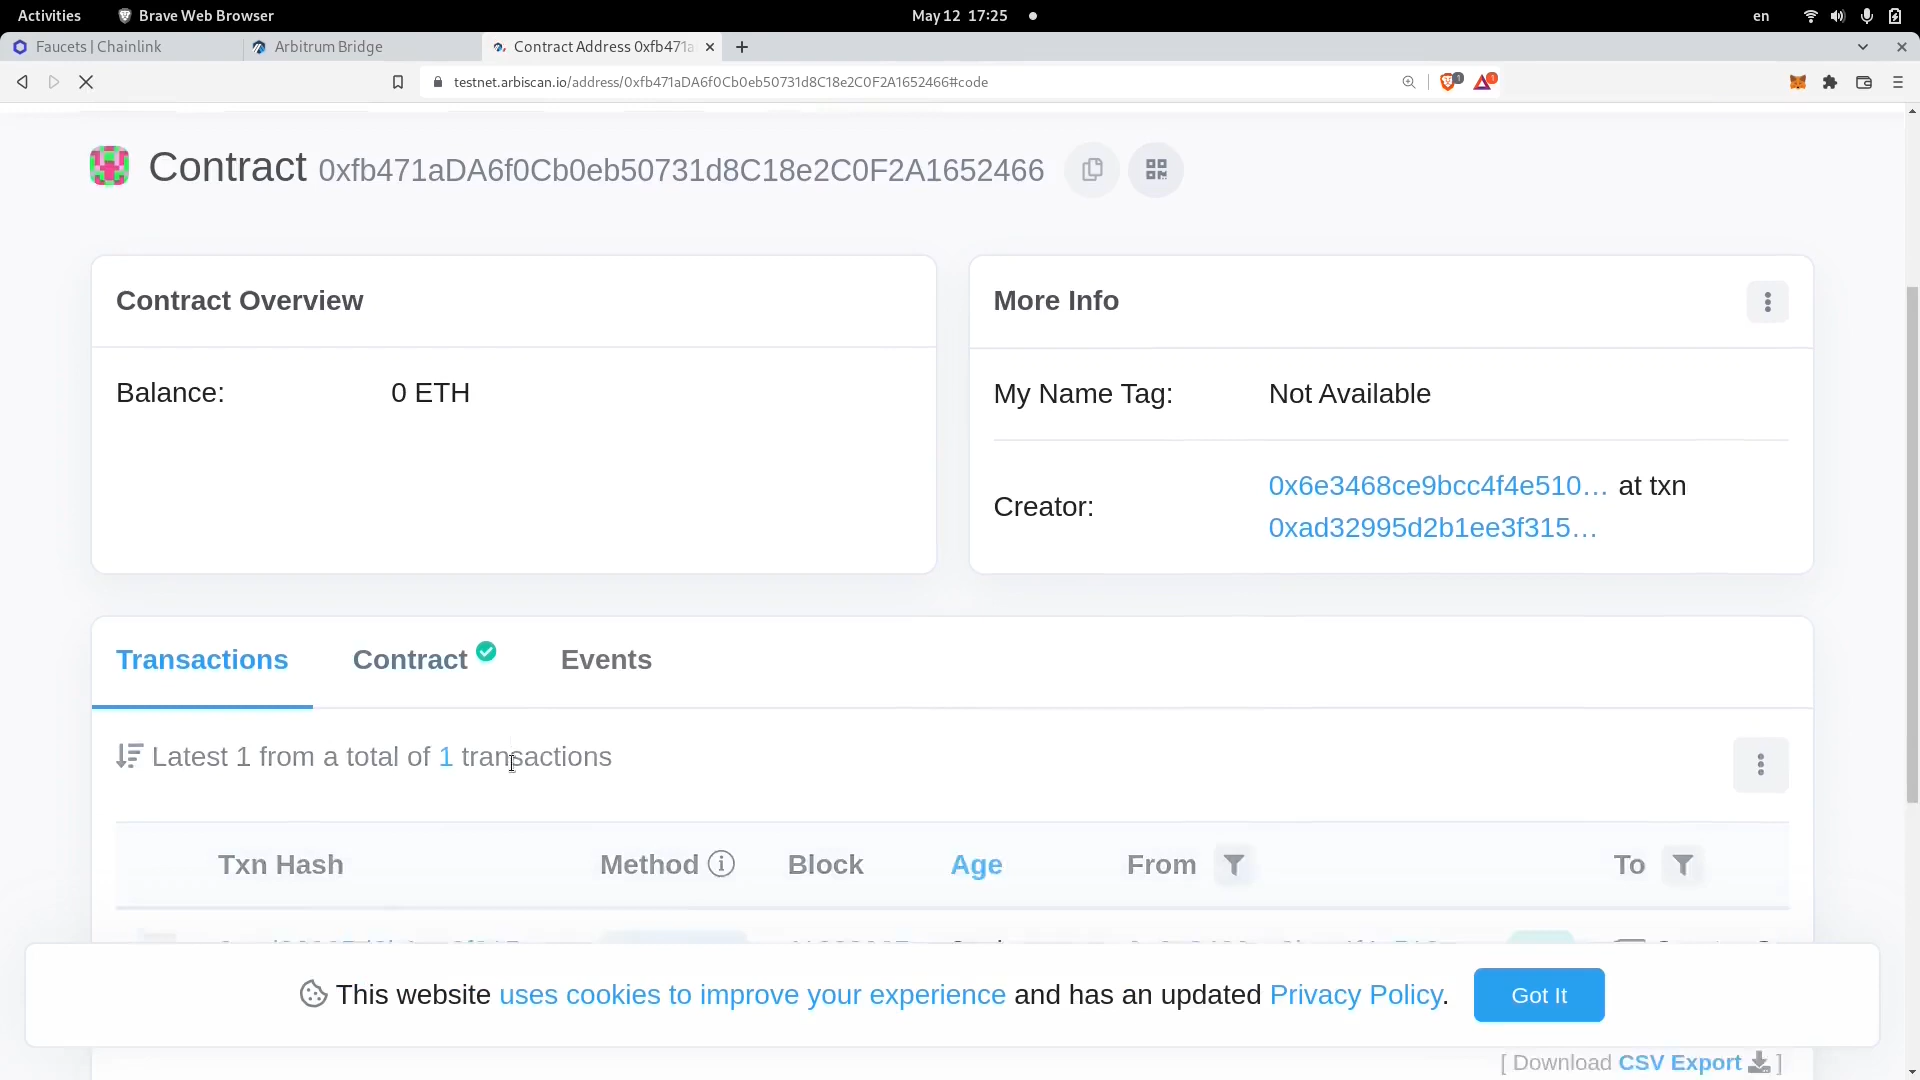 Activities
Brave Web Browser
May 12 17:25
en
Faucets | Chainlink
Arbitrum Bridge
Contract Address 0xfb471a
testnet.arbiscan.io/address/0xfb471aDA6f0Cb0eb50731d8C18e2C0F2A1652466#code
1
1
Contract 0xfb471aDA6f0Cb0eb50731d8C18e2C0F2A1652466
Contract Overview
Balance: 0 ETH
More Info
My Name Tag: Not Available
Creator: 0x6e3468ce9bcc4f4e510… at txn
0xad32995d2b1ee3f315…
Transactions Contract Events
Latest 1 from a total of 1 transactions
Txn Hash Method Block Age From To
This website uses cookies to improve your experience and has an updated Privacy Policy. Got It
[ Download CSV Export ]